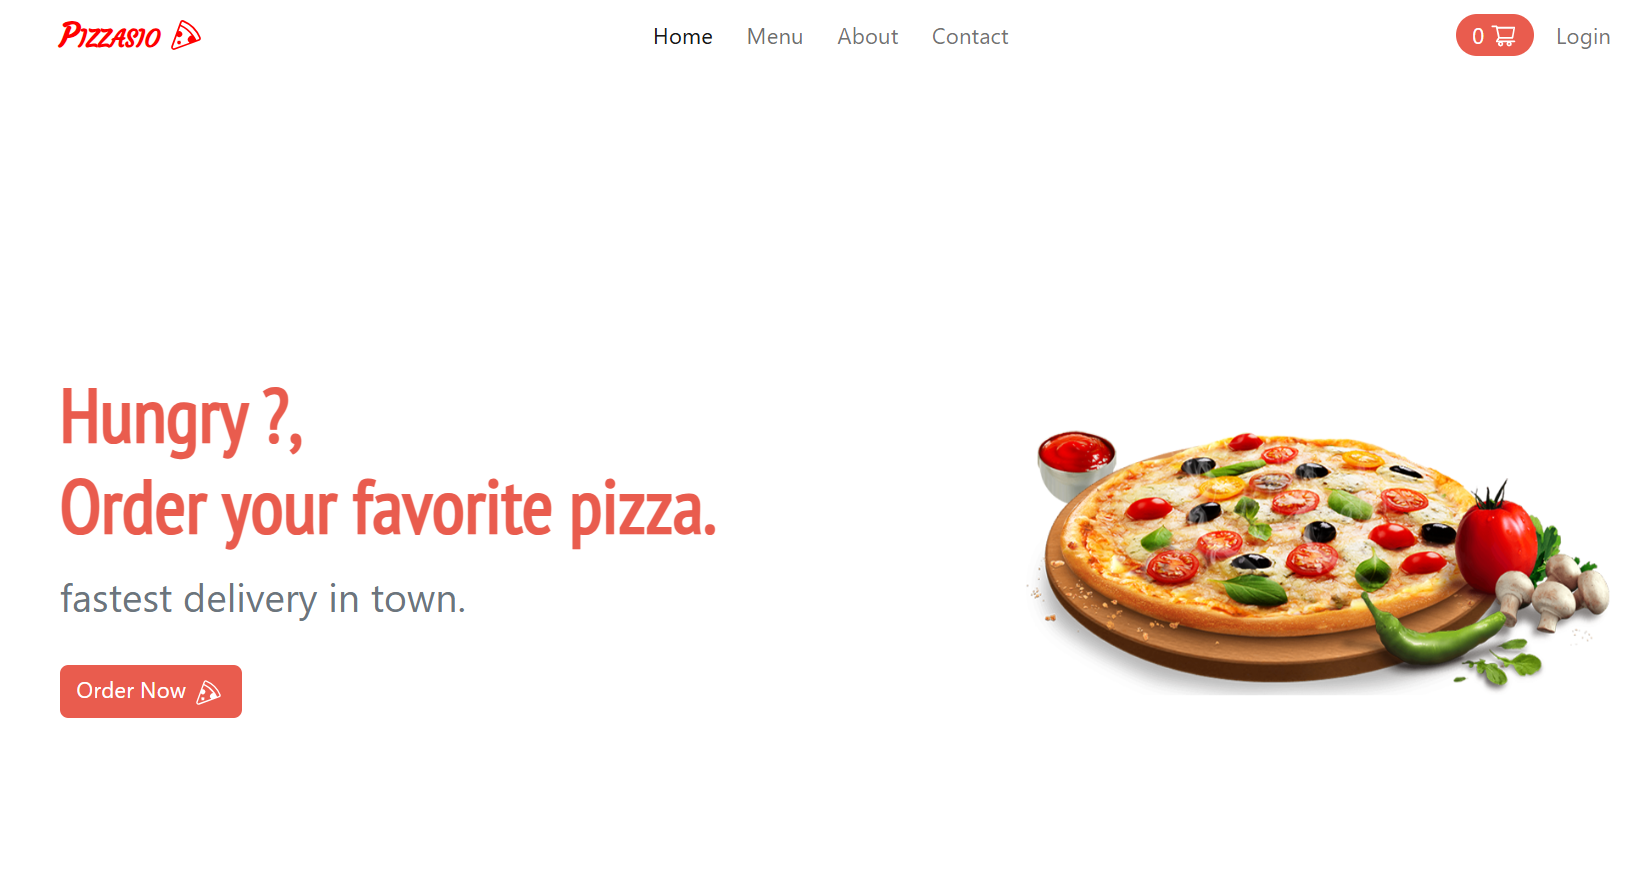 Pizzasio
Home Menu About Contact
0
Login
Hungry ?,
Order your favorite pizza.
fastest delivery in town.
Order Now